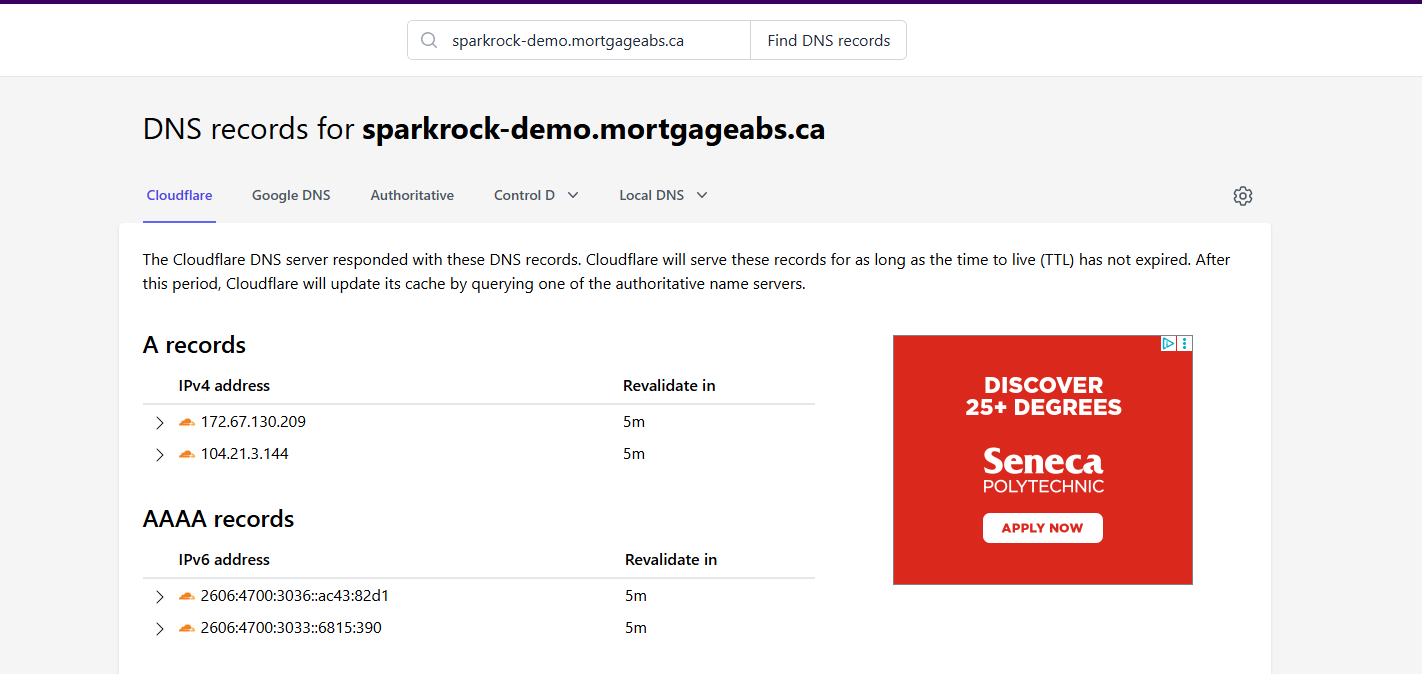 sparkrock-demo.mortgageabs.ca
Find DNS records
DNS records for sparkrock-demo.mortgageabs.ca
Cloudflare
Google DNS
Authoritative
Control D
Local DNS
The Cloudflare DNS server responded with these DNS records. Cloudflare will serve these records for as long as the time to live (TTL) has not expired. After
this period, Cloudflare will update its cache by querying one of the authoritative name servers.
A records
IPv4 address Revalidate in
172.67.130.209 5m
104.21.3.144 5m
AAAA records
IPv6 address Revalidate in
2606:4700:3036::ac43:82d1 5m
2606:4700:3033::6815:390 5m
DISCOVER
25+ DEGREES
Seneca
POLYTECHNIC
APPLY NOW